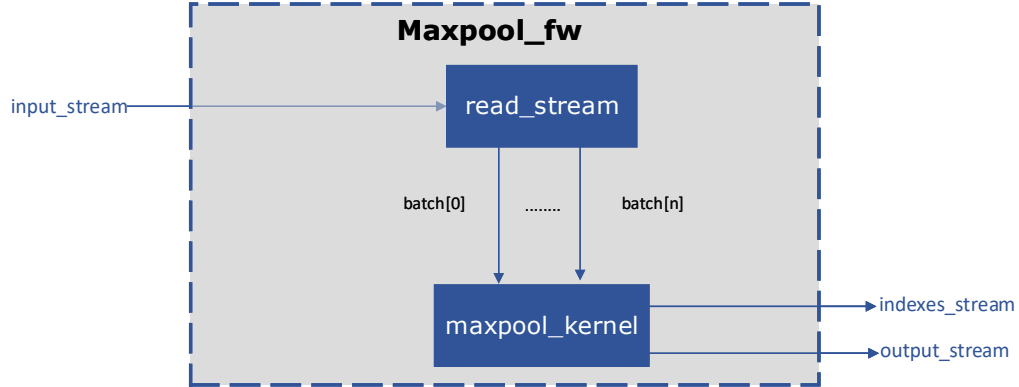 Maxpool_fw
input_stream
read_stream
batch[0] ........ batch[n]
maxpool_kernel
indexes_stream
output_stream